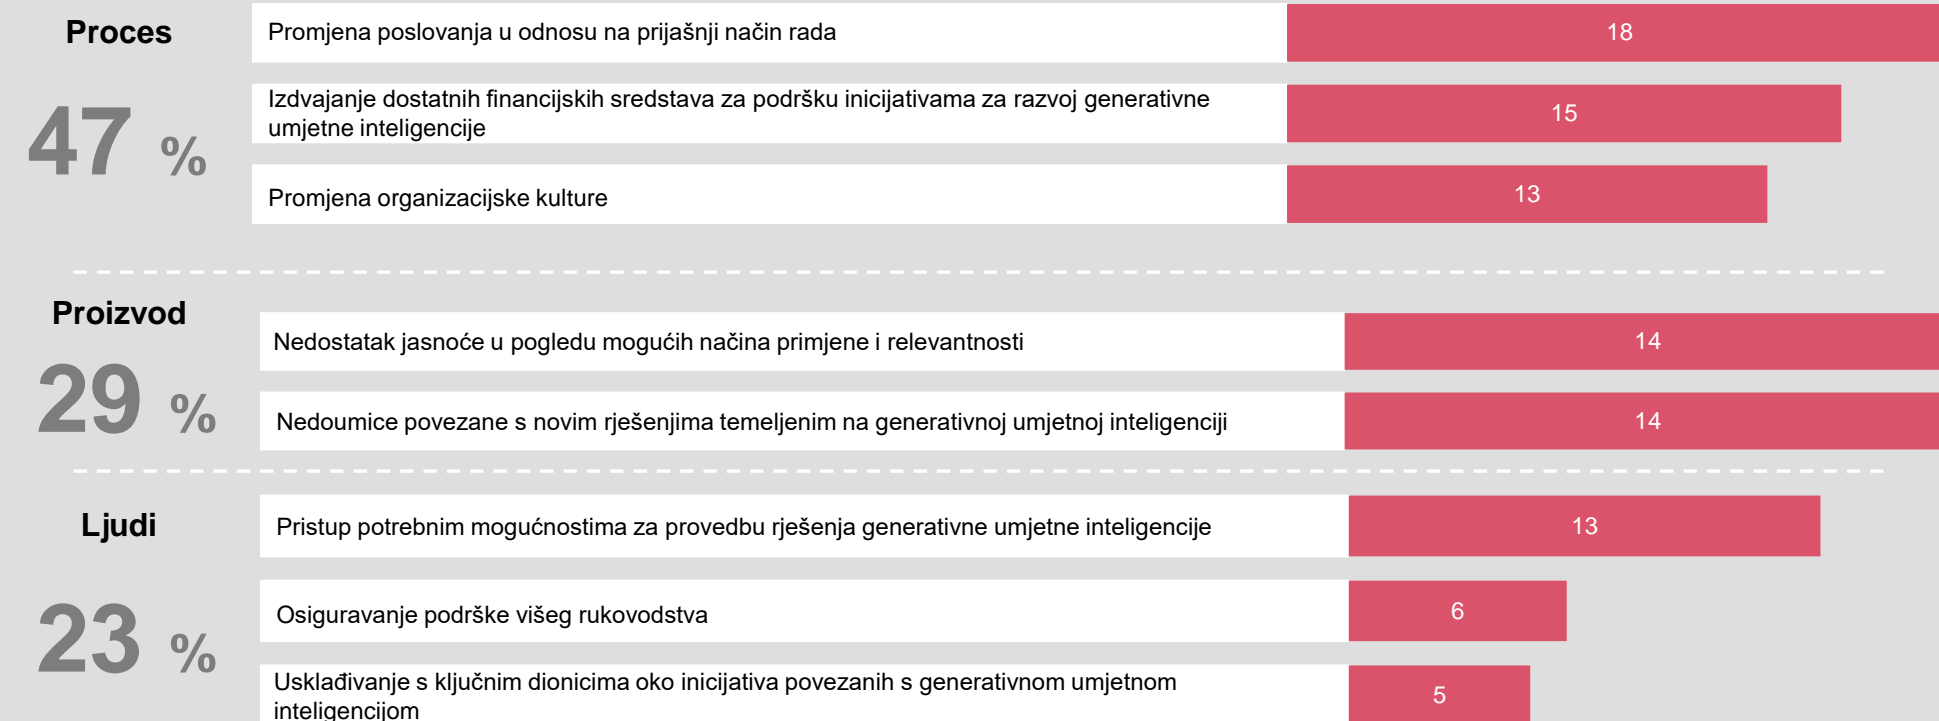 Proces
47 %
Promjena poslovanja u odnosu na prijašnji način rada
18
Izdvajanje dostatnih financijskih sredstava za podršku inicijativama za razvoj generativne
umjetne inteligencije
15
Promjena organizacijske kulture
13
Proizvod
29 %
Nedostatak jasnoće u pogledu mogućih načina primjene i relevantnosti
14
Nedoumice povezane s novim rješenjima temeljenim na generativnoj umjetnoj inteligenciji
14
Ljudi
23 %
Pristup potrebnim mogućnostima za provedbu rješenja generativne umjetne inteligencije
13
Osiguravanje podrške višeg rukovodstva
6
Usklađivanje s ključnim dionicima oko inicijativa povezanih s generativnom umjetnom
inteligencijom
5